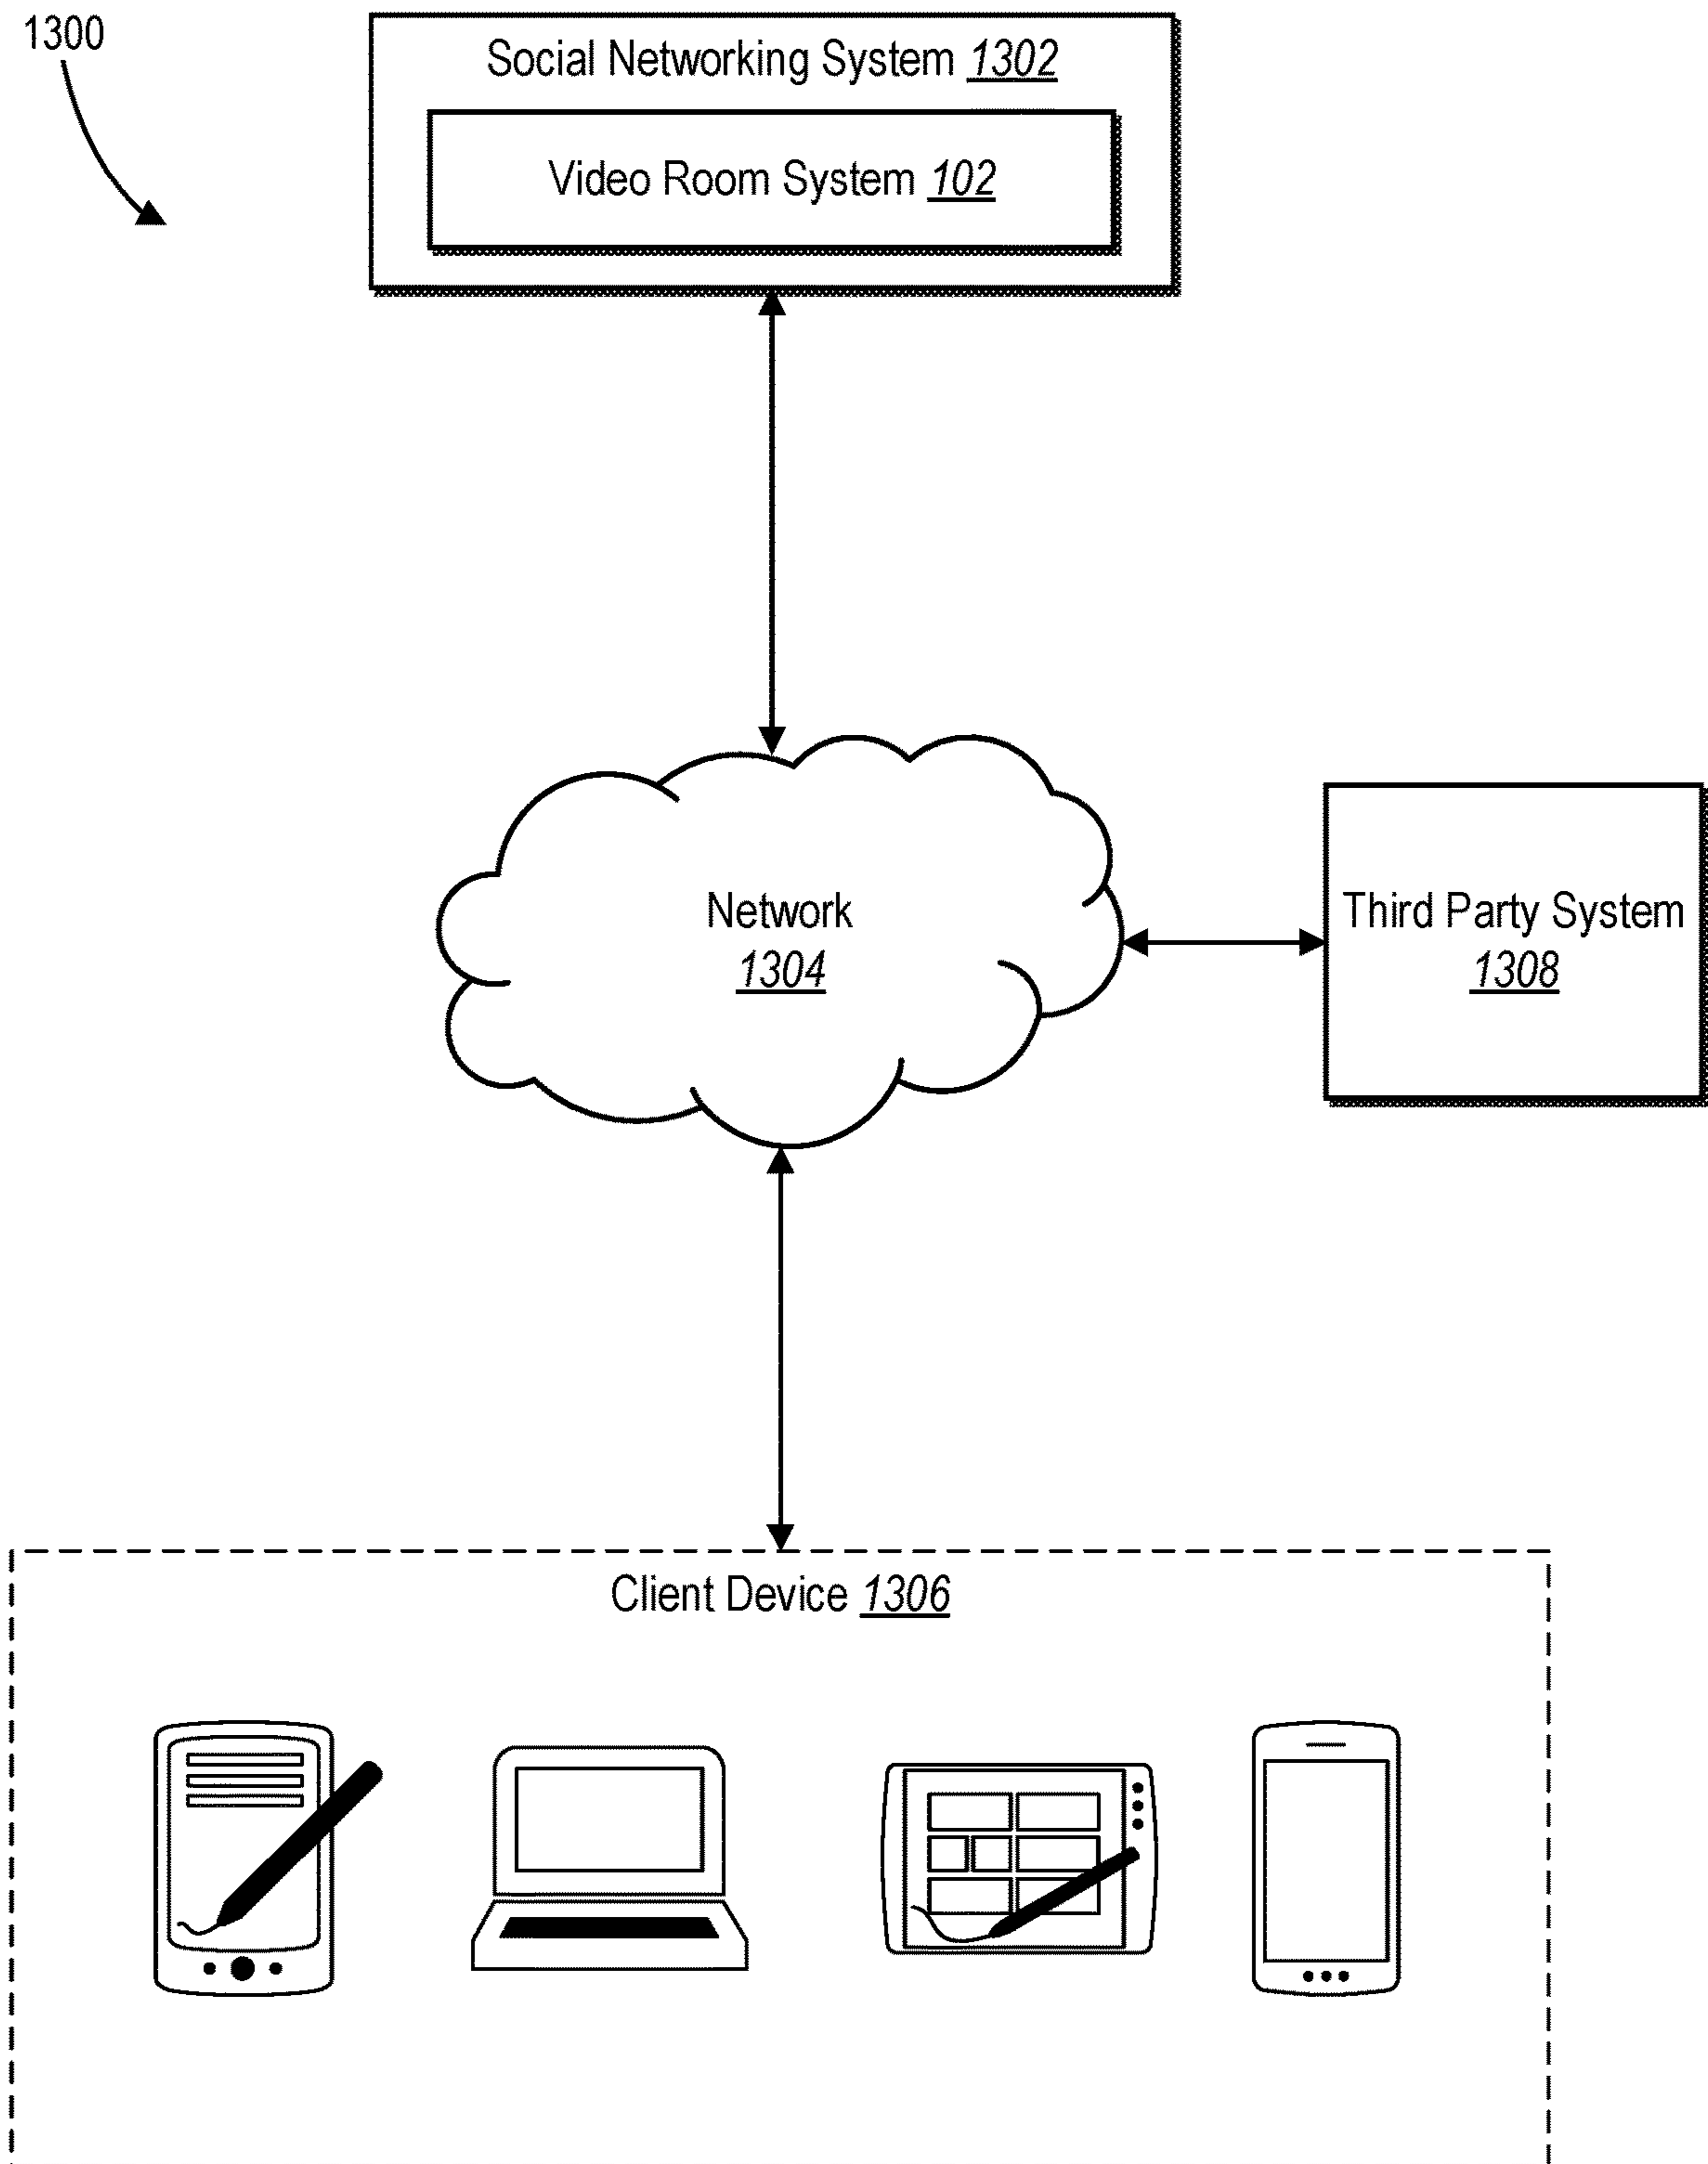 1300
Social Networking System 1302
Video Room System 102
Network
1304
Third Party System
1308
Client Device 1306